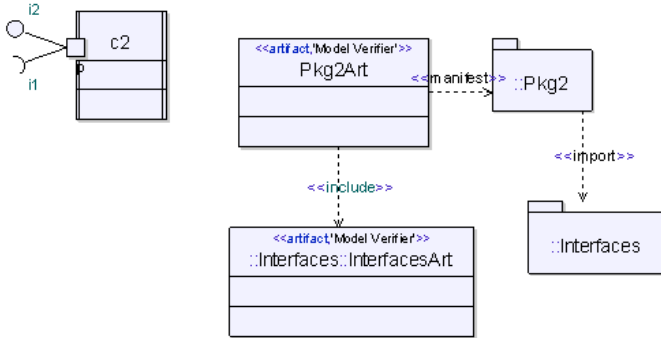 i2
c2
p
i1
<<artifact,'Model Verifier'>>
Pkg2Art
<<manifest>>
::Pkg2
<<include>>
<<import>>
<<artifact,'Model Verifier'>>
::Interfaces::InterfacesArt
::Interfaces